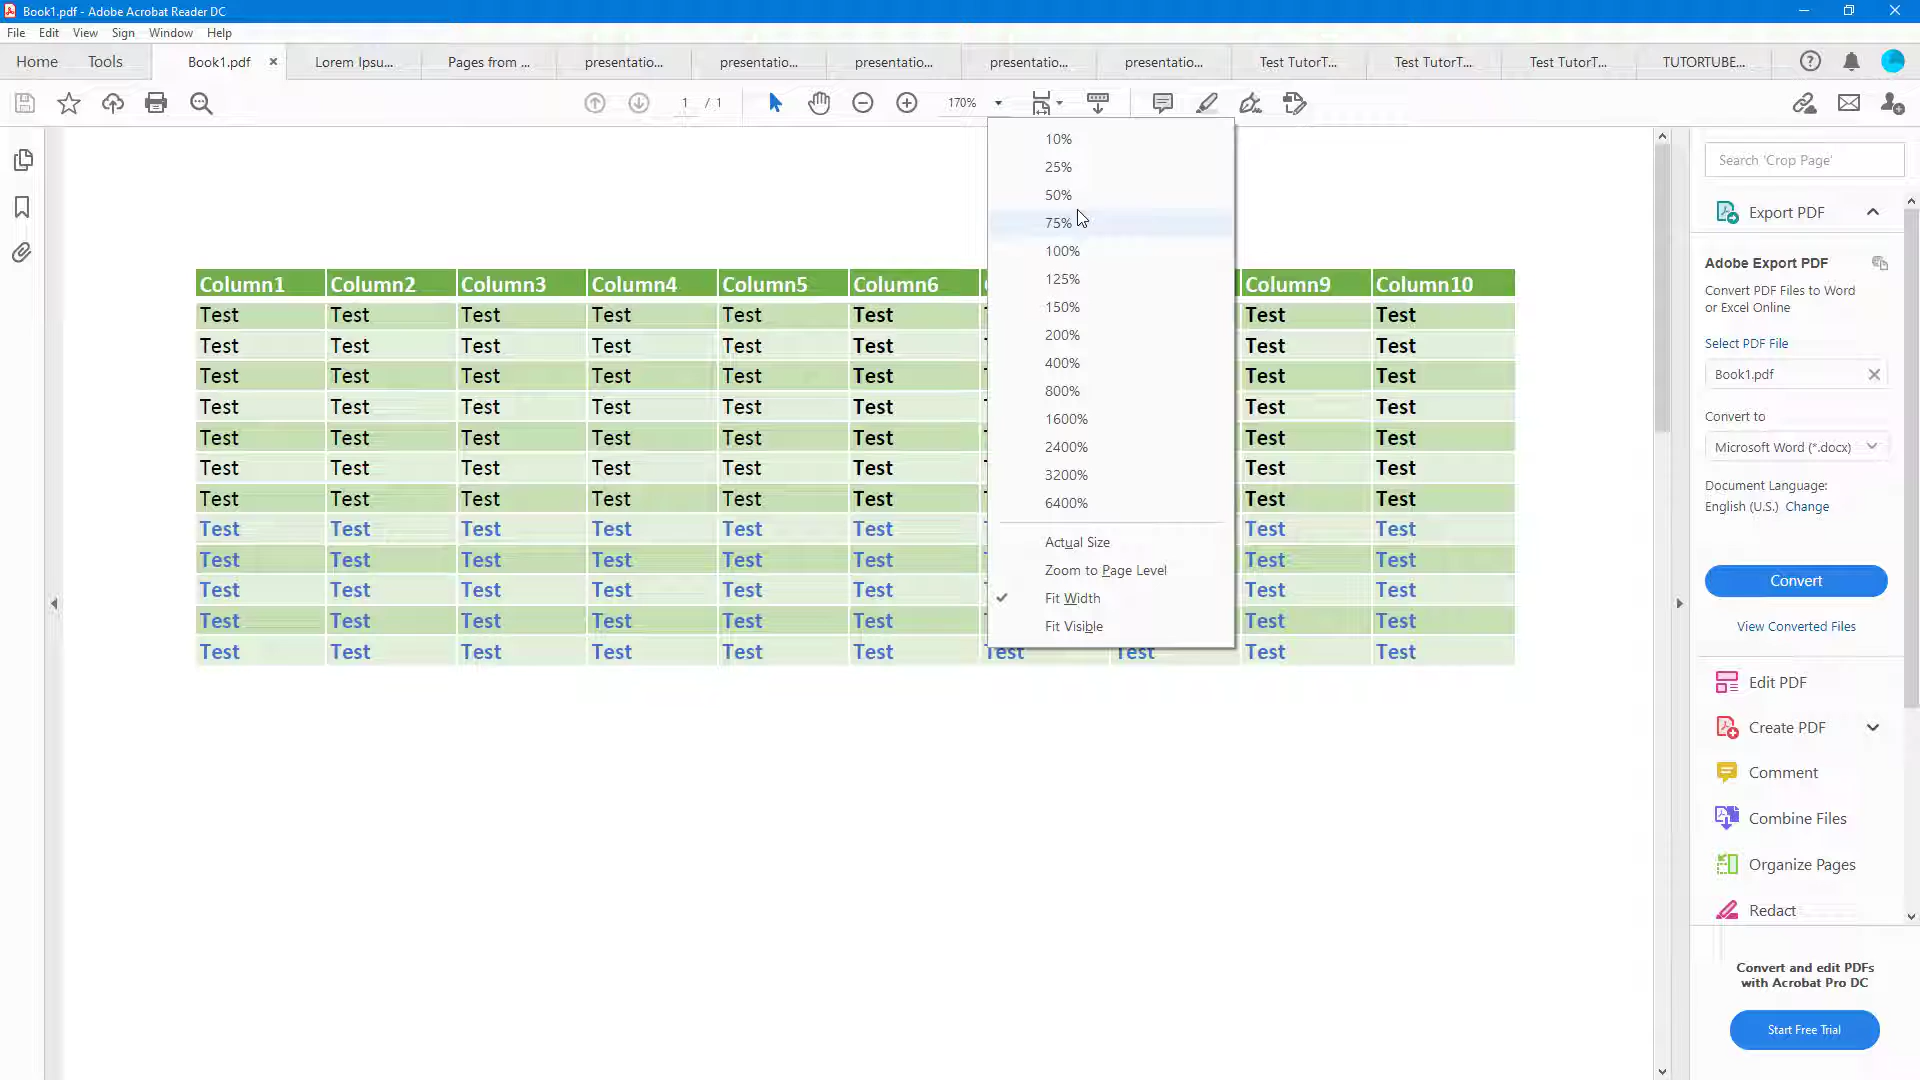 Book1.pdf - Adobe Acrobat Reader DC
File Edit View Sign Window Help
Home Tools Book1.pdf Lorem Ipsu... Pages from ... presentatio... presentatio... presentatio... presentatio... presentatio... Test TutorT... Test TutorT... Test TutorT... TUTORTUBE...
1 / 1 170%
10%
25%
50%
75%
100%
125%
150%
200%
400%
800%
1600%
2400%
3200%
6400%
Actual Size
Zoom to Page Level
Fit Width
Fit Visible
Column1 Column2 Column3 Column4 Column5 Column6 Column9 Column10
Test Test Test Test Test Test Test Test
Test Test Test Test Test Test Test Test
Test Test Test Test Test Test Test Test
Test Test Test Test Test Test Test Test
Test Test Test Test Test Test Test Test
Test Test Test Test Test Test Test Test
Test Test Test Test Test Test Test Test
Test Test Test Test Test Test Test Test
Test Test Test Test Test Test Test Test
Test Test Test Test Test Test Test Test
Test Test Test Test Test Test Test Test
Test Test Test Test Test Test Test Test Test Test
Search 'Crop Page'
Export PDF
Adobe Export PDF
Convert PDF Files to Word
or Excel Online
Select PDF File
Book1.pdf
Convert to
Microsoft Word (*.docx)
Document Language:
English (U.S.) Change
Convert
View Converted Files
Edit PDF
Create PDF
Comment
Combine Files
Organize Pages
Redact
Convert and edit PDFs
with Acrobat Pro DC
Start Free Trial